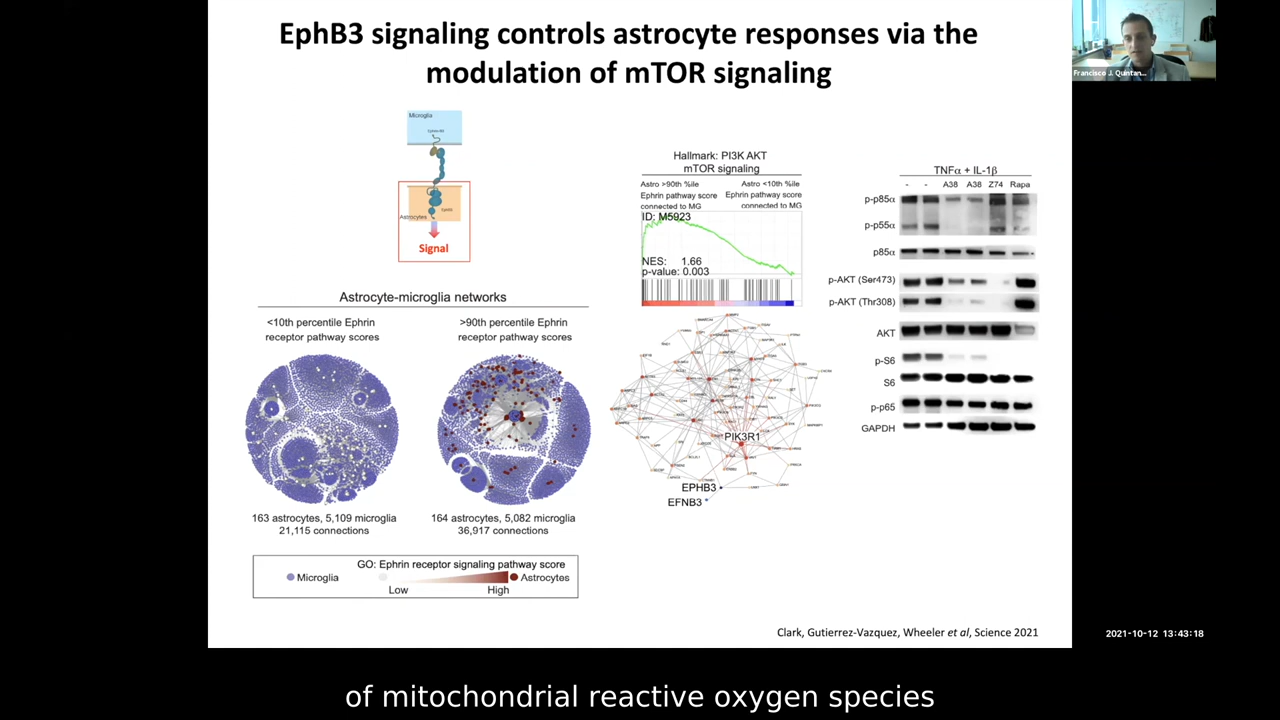 EphB3 signaling controls astrocyte responses via the
modulation of mTOR signaling
Francisco J. Quintan...
Microglia
Astrocytes
Signal
Astrocyte-microglia networks
<10th percentile Ephrin
receptor pathway scores
>90th percentile Ephrin
receptor pathway scores
163 astrocytes, 5,109 microglia
21,115 connections
164 astrocytes, 5,082 microglia
36,917 connections
GO: Ephrin receptor signaling pathway score
Microglia
Astrocytes
Low
High
Hallmark: PI3K AKT
mTOR signaling
Astro >90th %ile
Ephrin pathway score
connected to MG
Astro <10th %ile
Ephrin pathway score
connected to MG
ID: M5923
NES: 1.66
p-value: 0.003
PIK3R1
EPHB3
EFNB3
TNFα + IL-1β
- - A38 A38 Z74 Rapa
p-p85α
p-p55α
p85α
p-AKT (Ser473)
p-AKT (Thr308)
AKT
p-S6
S6
p-p65
GAPDH
Clark, Gutierrez-Vazquez, Wheeler et al, Science 2021
2021-10-12 13:43:18
of mitochondrial reactive oxygen species